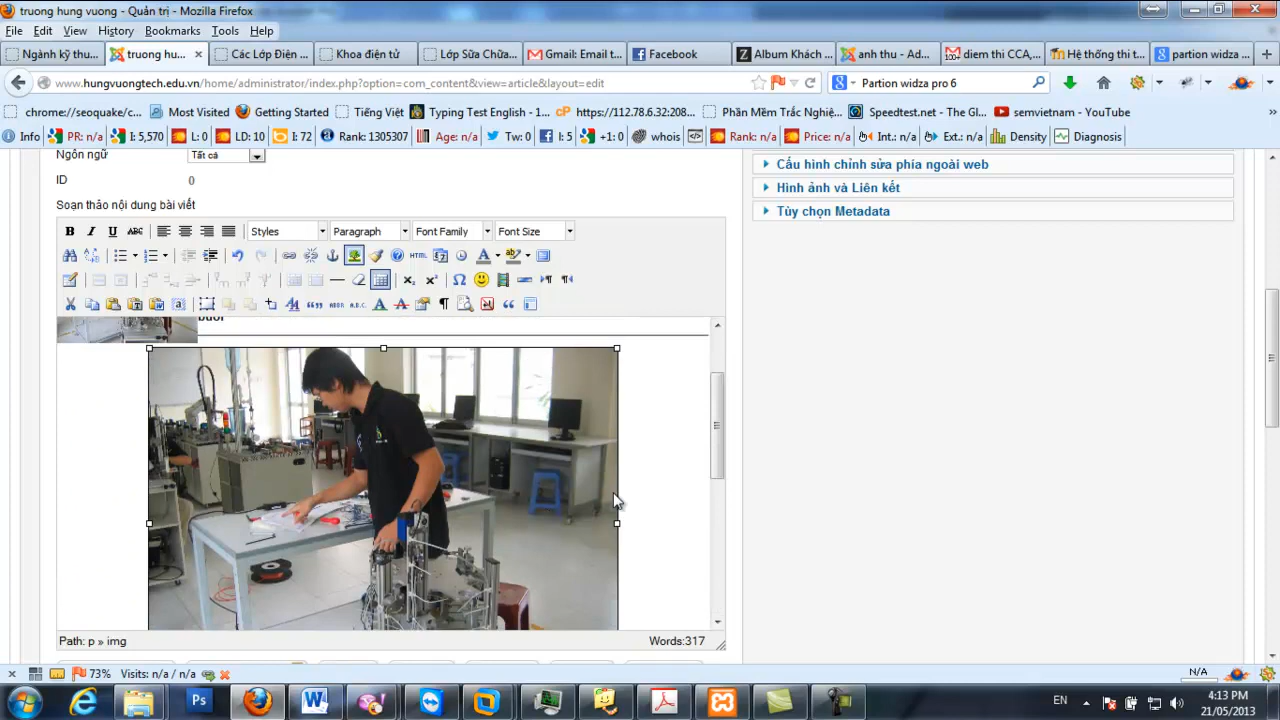 truong hung vuong - Quản trị - Mozilla Firefox
File Edit View History Bookmarks Tools Help
Ngành kỹ thu... truong hu... Các Lớp Điện ... Khoa điện tử Lớp Sữa Chữa... Gmail: Email t... Facebook Album Khách ... anh thu - Ad... diem thi CCA,... Hệ thống thi t... partion widza ...
www.hungvuongtech.edu.vn/home/administrator/index.php?option=com_content&view=article&layout=edit Partion widza pro 6
chrome://seoquake/c... Most Visited Getting Started Tiếng Việt Typing Test English - 1... https://112.78.6.32:208... Phần Mềm Trắc Nghiệ... Speedtest.net - The Gl... semvietnam - YouTube
Info PR: n/a I: 5,570 L: 0 LD: 10 I: 72 Rank: 1305307 Age: n/a Tw: 0 I: 5 +1: 0 whois Rank: n/a Price: n/a Int.: n/a Ext.: n/a Density Diagnosis
Ngôn ngữ Tất cả
Cấu hình chỉnh sửa phía ngoài web
ID 0
Hình ảnh và Liên kết
Soạn thảo nội dung bài viết
Tùy chọn Metadata
B I U ABC Styles Paragraph Font Family Font Size
HTML
buổi
Path: p » img Words:317
73% Visits: n/a / n/a N/A
EN 4:13 PM
21/05/2013